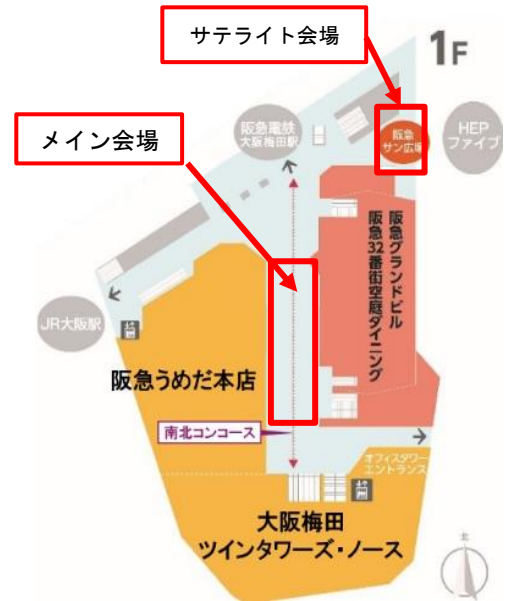 サテライト会場
1F
メイン会場
阪急電鉄
大阪梅田駅
阪急
サン広場
HEP
ファイブ
阪急グランドビル
阪急32番街空庭ダイニング
JR大阪駅
阪急うめだ本店
南北コンコース
オフィスタワー
エントランス
大阪梅田
ツインタワーズ・ノース
北